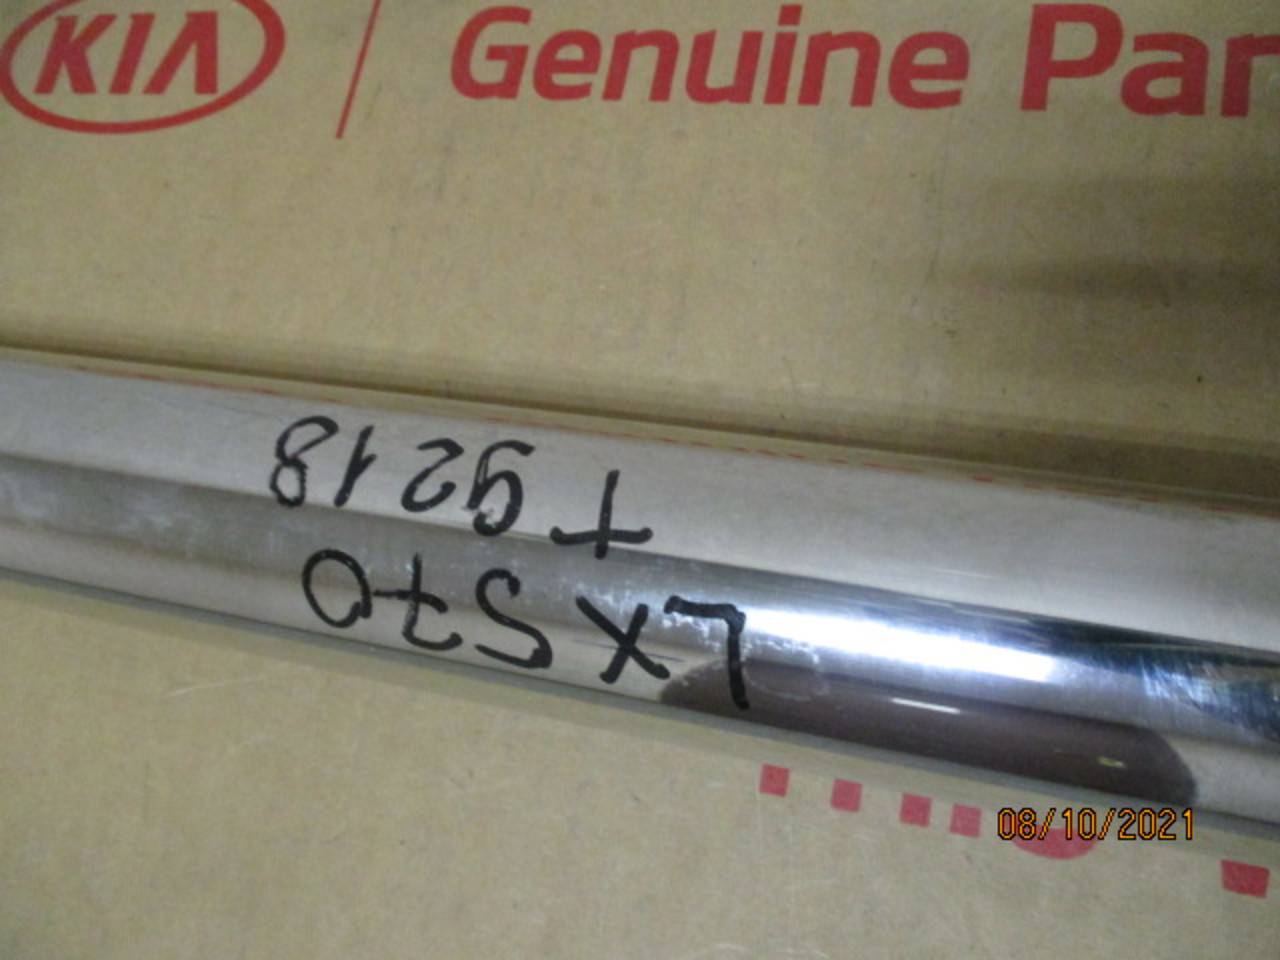 KIA Genuine Par
LX570
T 9218
08/10/2021